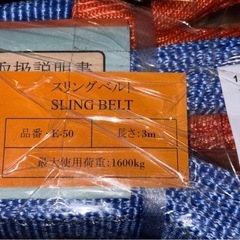 取扱説明書
スリングベルト
SLING BELT
品番：E-50
長さ：3m
最大使用荷重：1600kg
1